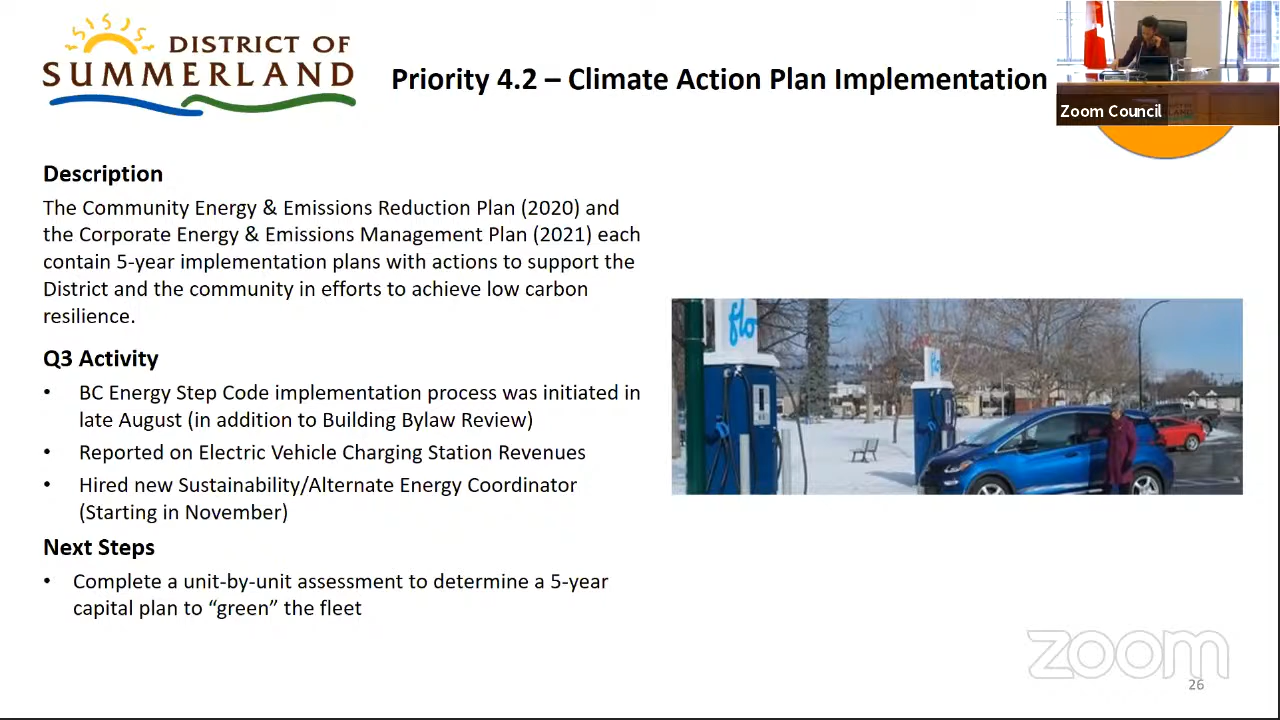 DISTRICT OF
SUMMERLAND
Priority 4.2 – Climate Action Plan Implementation
Zoom Council
Description
The Community Energy & Emissions Reduction Plan (2020) and
the Corporate Energy & Emissions Management Plan (2021) each
contain 5-year implementation plans with actions to support the
District and the community in efforts to achieve low carbon
resilience.
Q3 Activity
• BC Energy Step Code implementation process was initiated in
late August (in addition to Building Bylaw Review)
• Reported on Electric Vehicle Charging Station Revenues
• Hired new Sustainability/Alternate Energy Coordinator
(Starting in November)
Next Steps
• Complete a unit-by-unit assessment to determine a 5-year
capital plan to “green” the fleet
flo
zoom
26